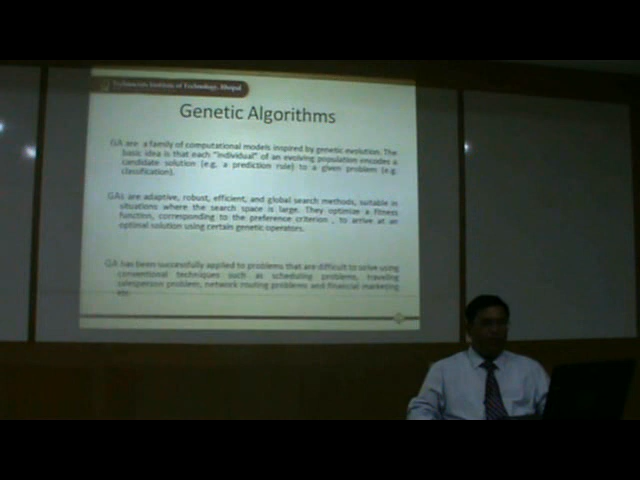 Technocrats Institute of Technology, Bhopal
Genetic Algorithms
GA are a family of computational models inspired by genetic evolution. The
basic idea is that each "individual" of an evolving population encodes a
candidate solution (e.g. a prediction rule) to a given problem (e.g.
classification).
GAs are adaptive, robust, efficient, and global search methods, suitable in
situations where the search space is large. They optimize a fitness
function, corresponding to the preference criterion , to arrive at an
optimal solution using certain genetic operators.
GA has been successfully applied to problems that are difficult to solve using
conventional techniques such as scheduling problems, traveling
salesperson problem, network routing problems and financial marketing
etc